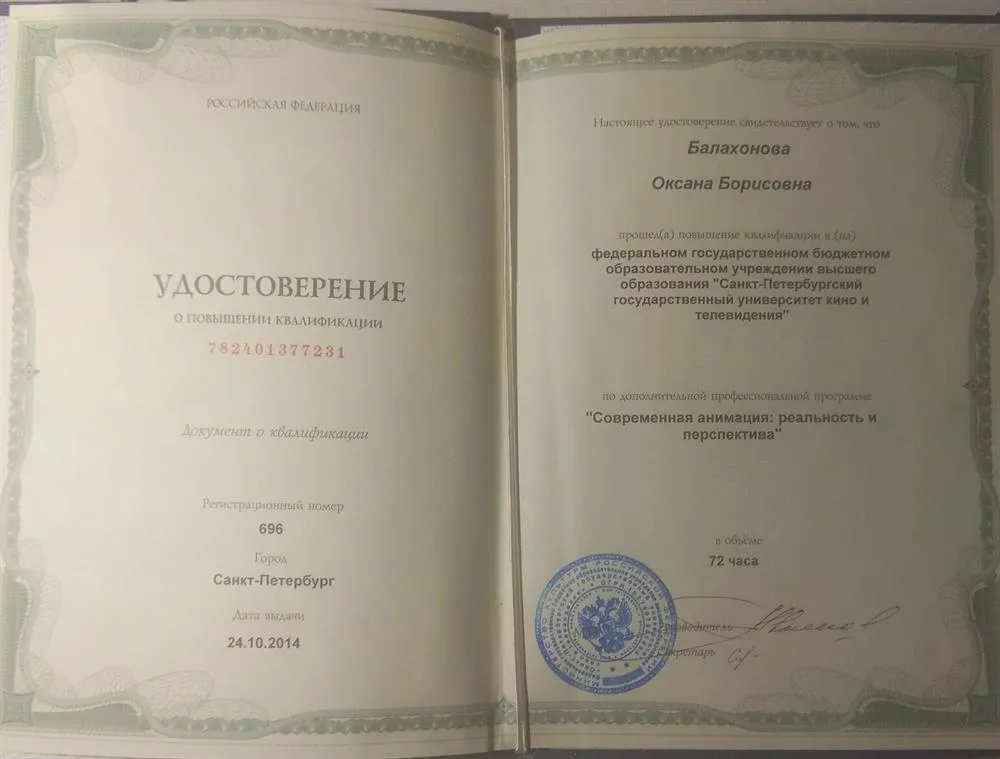 РОССИЙСКАЯ ФЕДЕРАЦИЯ
УДОСТОВЕРЕНИЕ
О ПОВЫШЕНИИ КВАЛИФИКАЦИИ
782401377231
Документ о квалификации
Регистрационный номер
696
Город
Санкт-Петербург
Дата выдачи
24.10.2014
Настоящее удостоверение свидетельствует о том, что
Балахонова
Оксана Борисовна
прошел(а) повышение квалификации в (на)
федеральном государственном бюджетном
образовательном учреждении высшего
образования "Санкт-Петербургский
государственный университет кино и
телевидения"
по дополнительной профессиональной программе
"Современная анимация: реальность и
перспектива"
в объёме
72 часа
Руководитель
Секретарь